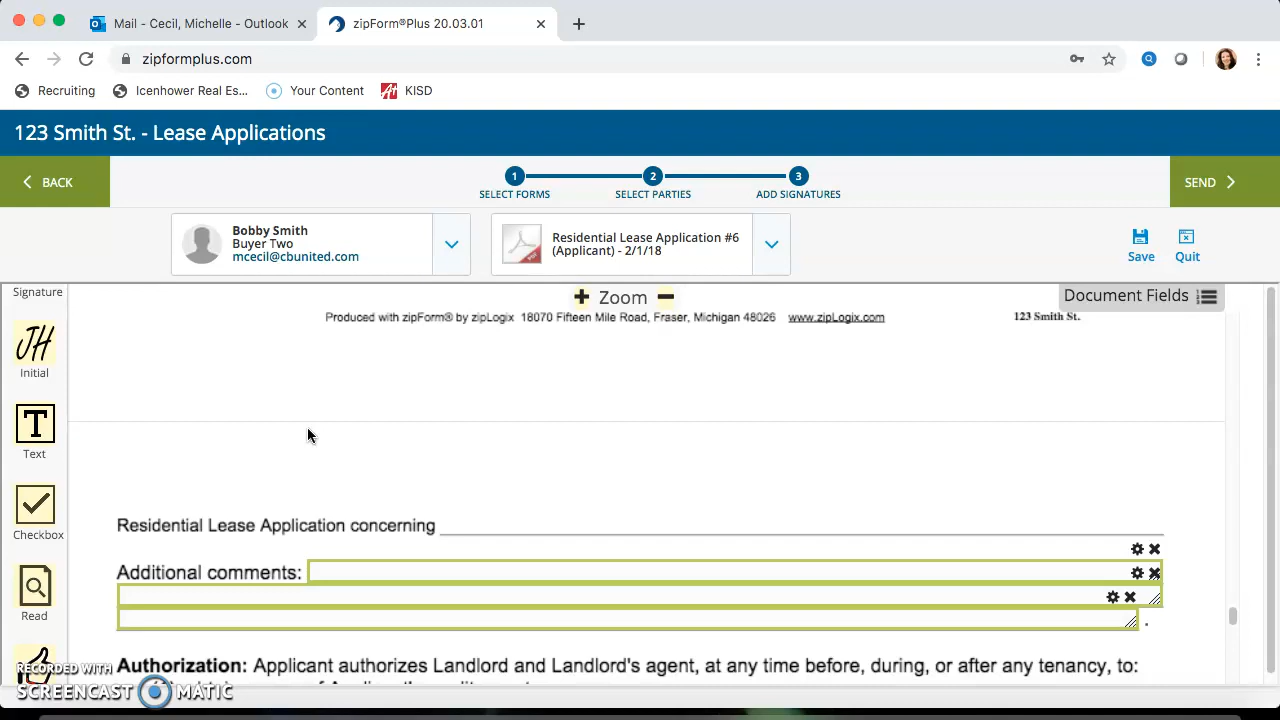 Mail - Cecil, Michelle - Outlook
zipForm®Plus 20.03.01
zipformplus.com
Recruiting
Icenhower Real Es...
Your Content
KISD
123 Smith St. - Lease Applications
BACK
1
2
3
SELECT FORMS
SELECT PARTIES
ADD SIGNATURES
SEND
Bobby Smith
Buyer Two
mcecil@cbunited.com
Residential Lease Application #6
(Applicant) - 2/1/18
Save
Quit
Signature
Zoom
Document Fields
Produced with zipForm® by zipLogix 18070 Fifteen Mile Road, Fraser, Michigan 48026 www.zipLogix.com
123 Smith St.
JH
Initial
T
Text
Checkbox
Read
Residential Lease Application concerning
Additional comments:
.
Authorization: Applicant authorizes Landlord and Landlord's agent, at any time before, during, or after any tenancy, to:
RECORDED WITH
SCREENCAST MATIC